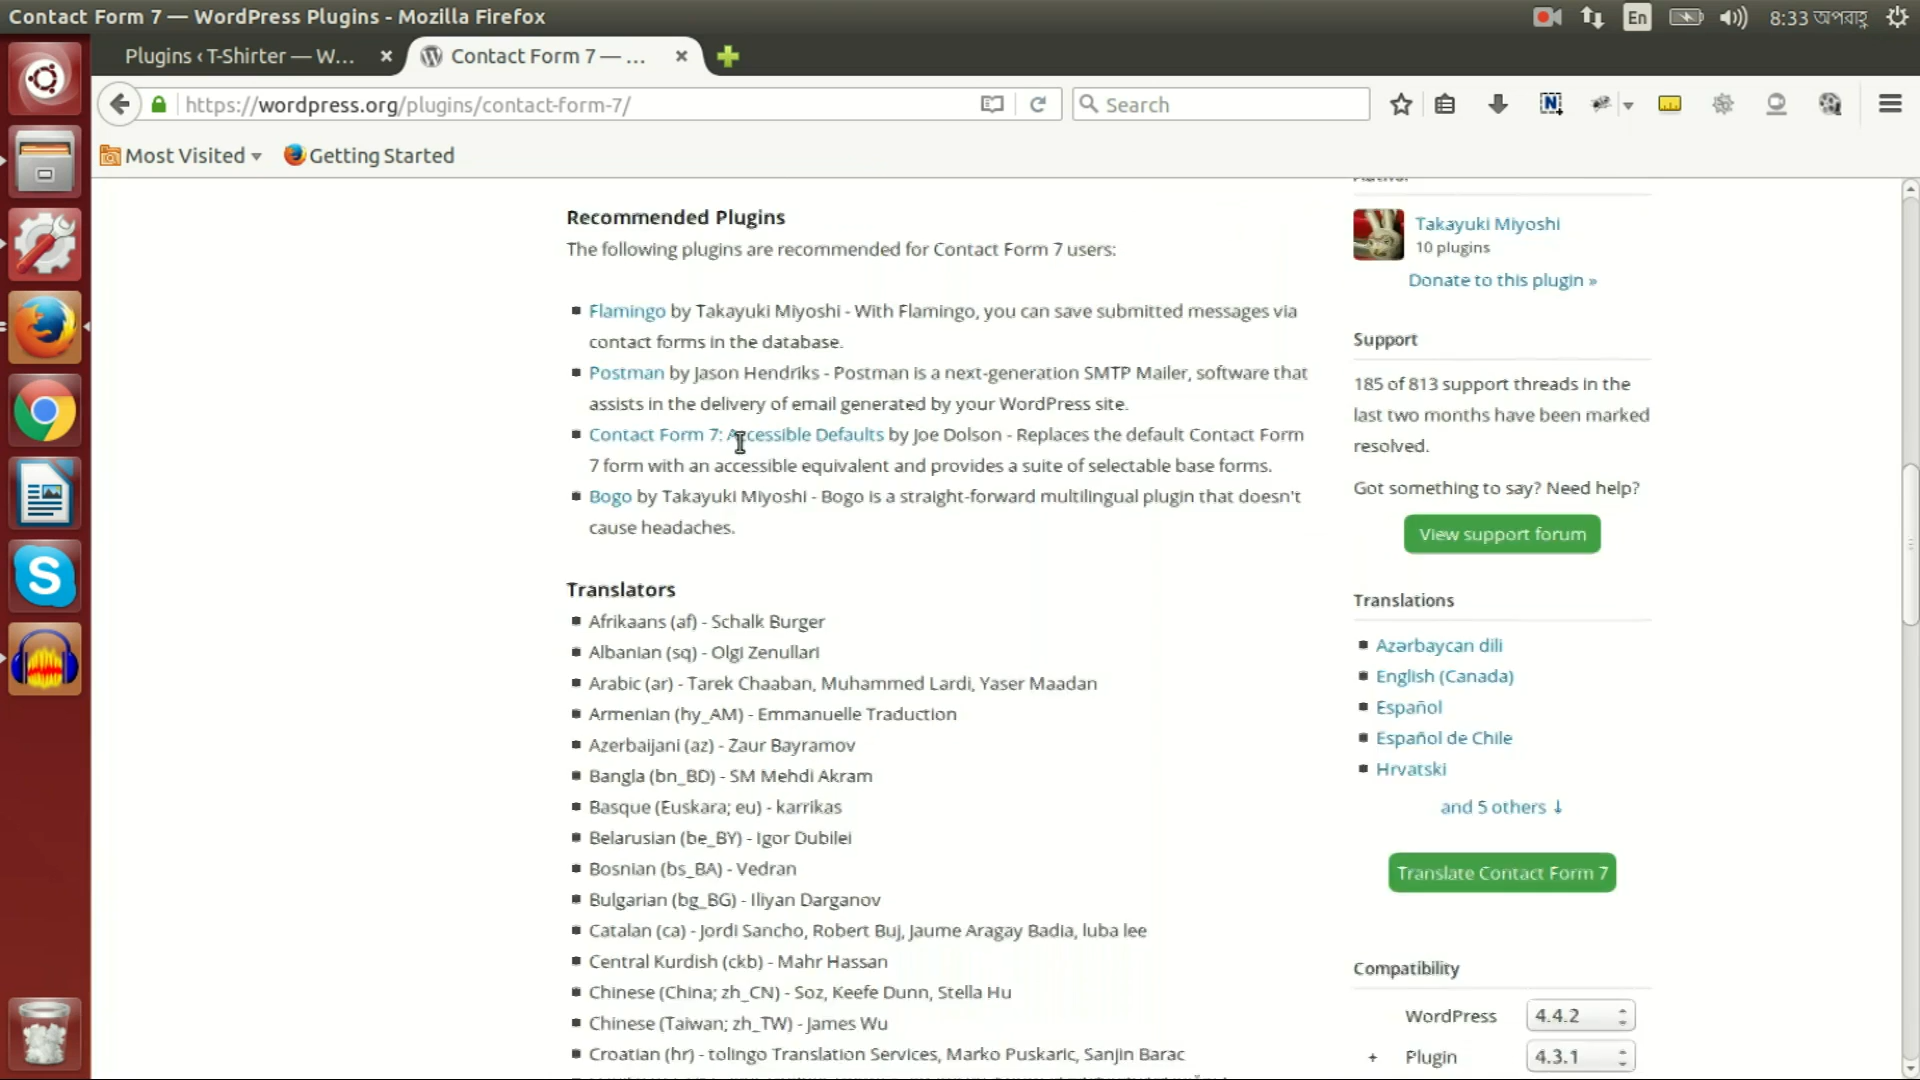 Contact Form 7 — WordPress Plugins - Mozilla Firefox
En
8:33 অপরাহ্ণ
Plugins ‹ T-Shirter — W...
Contact Form 7 — ...
https://wordpress.org/plugins/contact-form-7/
Search
Most Visited
Getting Started
Recommended Plugins
The following plugins are recommended for Contact Form 7 users:
Flamingo by Takayuki Miyoshi - With Flamingo, you can save submitted messages via
contact forms in the database.
Postman by Jason Hendriks - Postman is a next-generation SMTP Mailer, software that
assists in the delivery of email generated by your WordPress site.
Contact Form 7: Accessible Defaults by Joe Dolson - Replaces the default Contact Form
7 form with an accessible equivalent and provides a suite of selectable base forms.
Bogo by Takayuki Miyoshi - Bogo is a straight-forward multilingual plugin that doesn't
cause headaches.
Translators
Afrikaans (af) - Schalk Burger
Albanian (sq) - Olgi Zenullari
Arabic (ar) - Tarek Chaaban, Muhammed Lardi, Yaser Maadan
Armenian (hy_AM) - Emmanuelle Traduction
Azerbaijani (az) - Zaur Bayramov
Bangla (bn_BD) - SM Mehdi Akram
Basque (Euskara; eu) - karrikas
Belarusian (be_BY) - Igor Dubilei
Bosnian (bs_BA) - Vedran
Bulgarian (bg_BG) - Iliyan Darganov
Catalan (ca) - Jordi Sancho, Robert Buj, Jaume Aragay Badia, luba lee
Central Kurdish (ckb) - Mahr Hassan
Chinese (China; zh_CN) - Soz, Keefe Dunn, Stella Hu
Chinese (Taiwan; zh_TW) - James Wu
Croatian (hr) - tolingo Translation Services, Marko Puskaric, Sanjin Barac
Takayuki Miyoshi
10 plugins
Donate to this plugin »
Support
185 of 813 support threads in the
last two months have been marked
resolved.
Got something to say? Need help?
View support forum
Translations
Azərbaycan dili
English (Canada)
Español
Español de Chile
Hrvatski
and 5 others ↓
Translate Contact Form 7
Compatibility
WordPress 4.4.2
+ Plugin 4.3.1